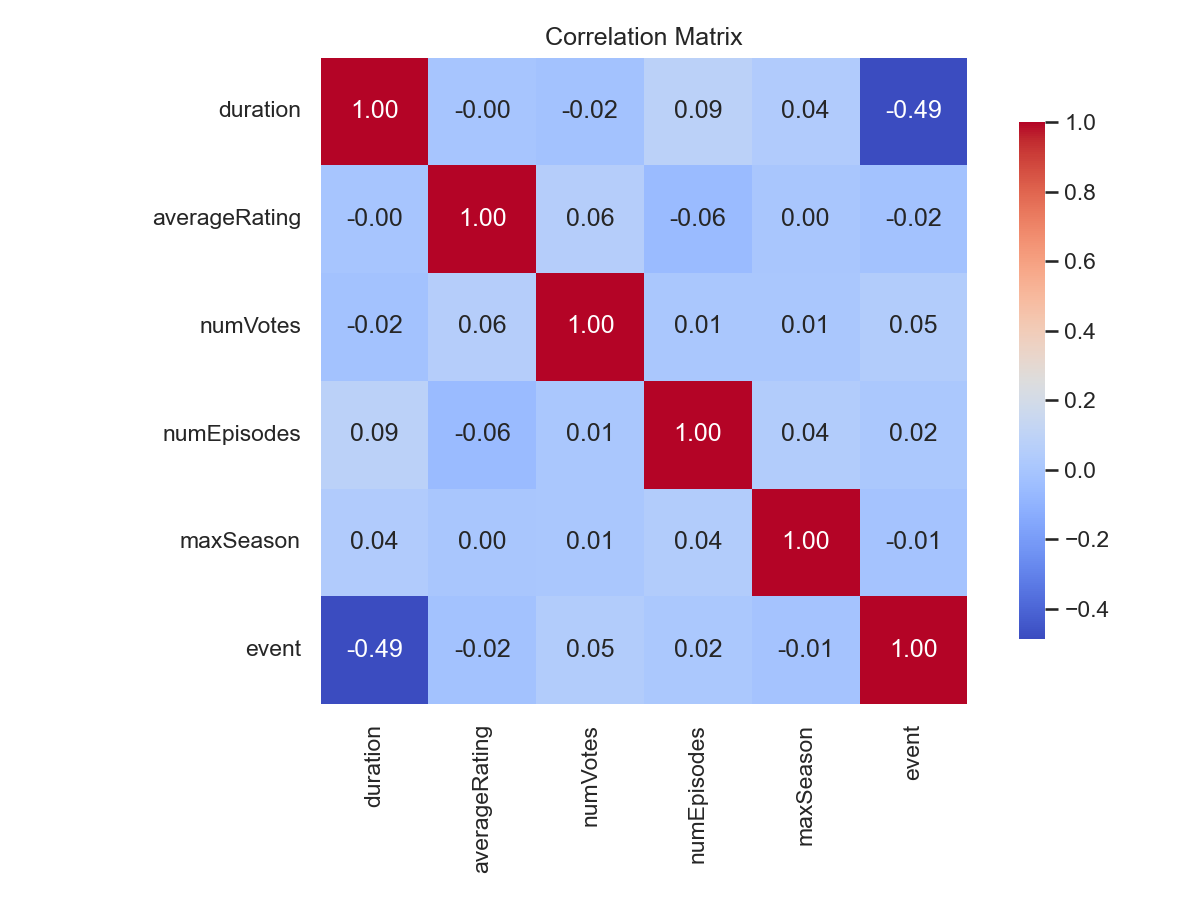 Correlation Matrix
duration 1.00 -0.00 -0.02 0.09 0.04 -0.49
averageRating -0.00 1.00 0.06 -0.06 0.00 -0.02
numVotes -0.02 0.06 1.00 0.01 0.01 0.05
numEpisodes 0.09 -0.06 0.01 1.00 0.04 0.02
maxSeason 0.04 0.00 0.01 0.04 1.00 -0.01
event -0.49 -0.02 0.05 0.02 -0.01 1.00
duration averageRating numVotes numEpisodes maxSeason event
1.0
0.8
0.6
0.4
0.2
0.0
−0.2
−0.4